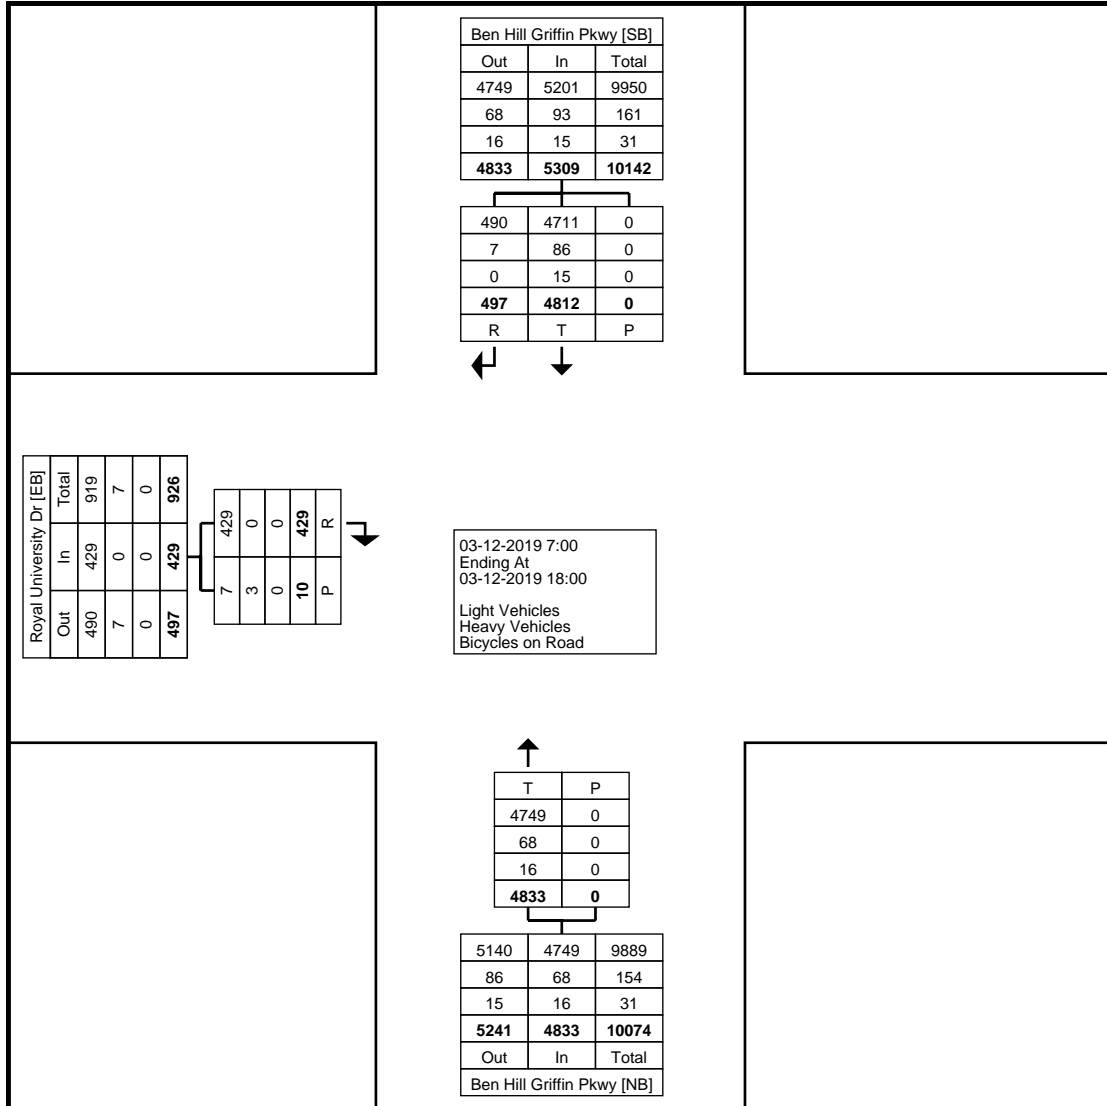 Ben Hill Griffin Pkwy [SB]
Out In Total
4749 5201 9950
68 93 161
16 15 31
4833 5309 10142
490 4711 0
7 86 0
0 15 0
497 4812 0
R T P
Royal University Dr [EB]
Out In Total
490 429 919
7 0 7
0 0 0
497 429 926
7 429
3 0
0 0
10 429
P R
03-12-2019 7:00
Ending At
03-12-2019 18:00
Light Vehicles
Heavy Vehicles
Bicycles on Road
T P
4749 0
68 0
16 0
4833 0
5140 4749 9889
86 68 154
15 16 31
5241 4833 10074
Out In Total
Ben Hill Griffin Pkwy [NB]